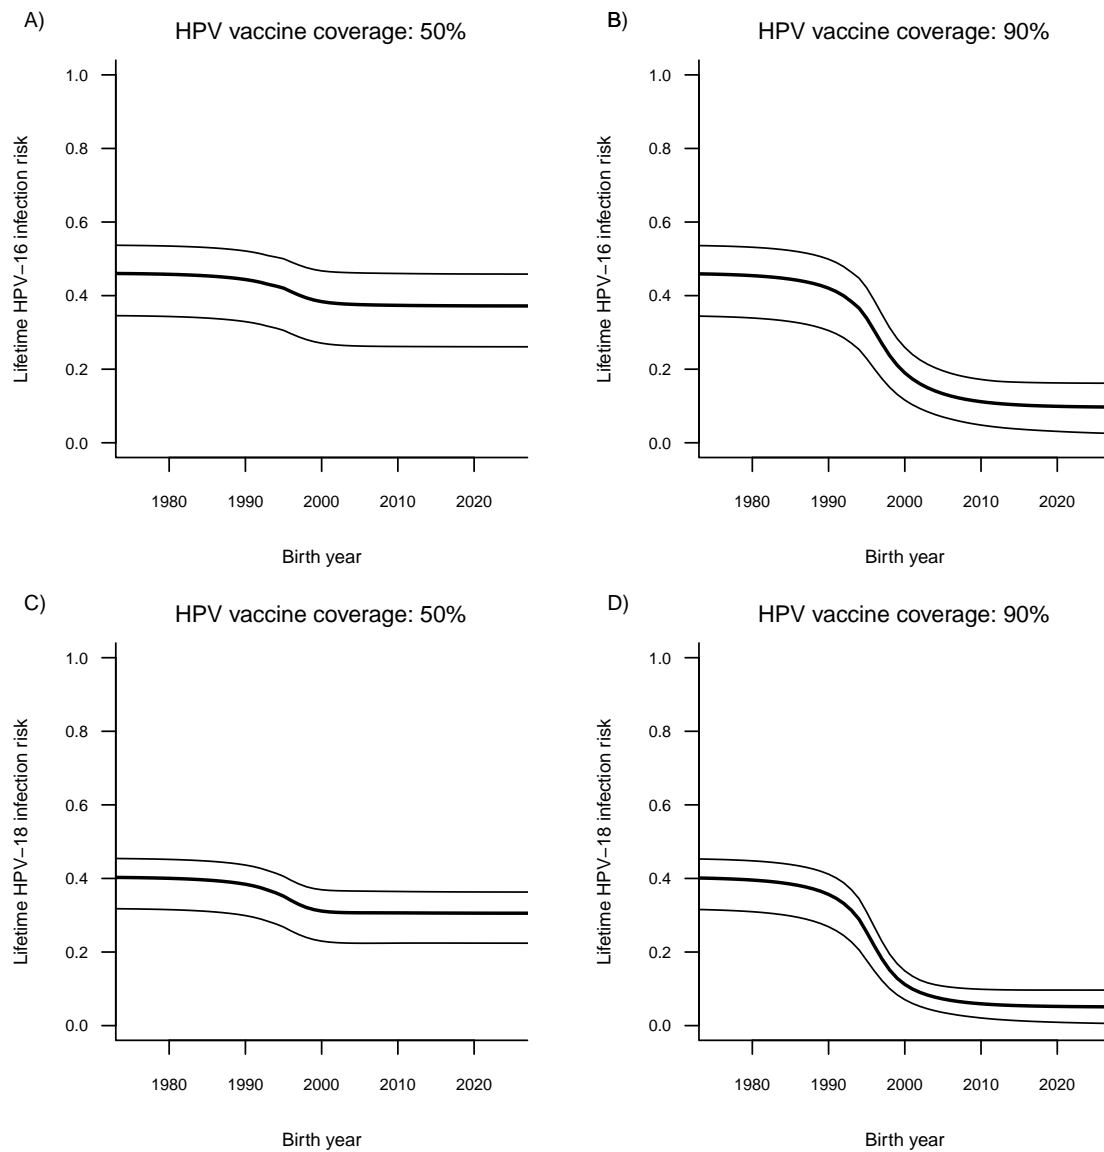 A)
HPV vaccine coverage: 50%
Lifetime HPV−16 infection risk
1.0
0.8
0.6
0.4
0.2
0.0
1980 1990 2000 2010 2020
Birth year
B)
HPV vaccine coverage: 90%
Lifetime HPV−16 infection risk
1.0
0.8
0.6
0.4
0.2
0.0
1980 1990 2000 2010 2020
Birth year
C)
HPV vaccine coverage: 50%
Lifetime HPV−18 infection risk
1.0
0.8
0.6
0.4
0.2
0.0
1980 1990 2000 2010 2020
Birth year
D)
HPV vaccine coverage: 90%
Lifetime HPV−18 infection risk
1.0
0.8
0.6
0.4
0.2
0.0
1980 1990 2000 2010 2020
Birth year